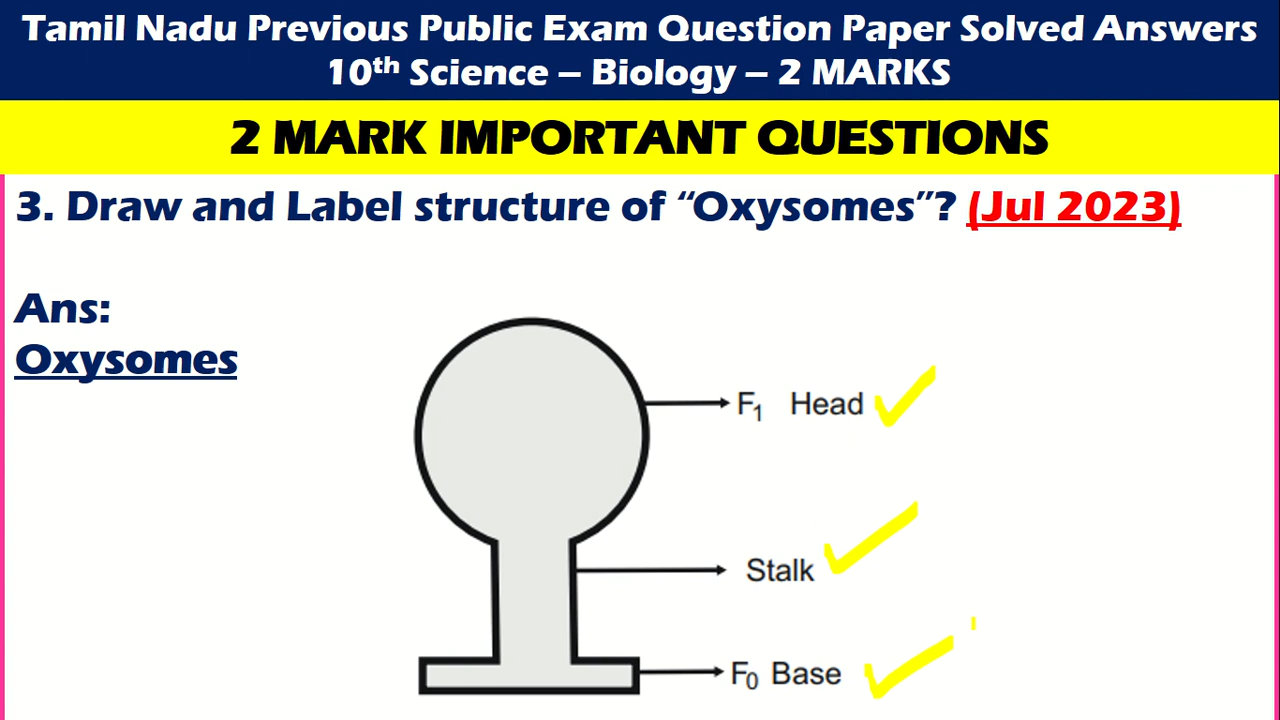 Tamil Nadu Previous Public Exam Question Paper Solved Answers
10th Science – Biology – 2 MARKS
2 MARK IMPORTANT QUESTIONS
3. Draw and Label structure of “Oxysomes”? (Jul 2023)
Ans:
Oxysomes
F1 Head
Stalk
F0 Base